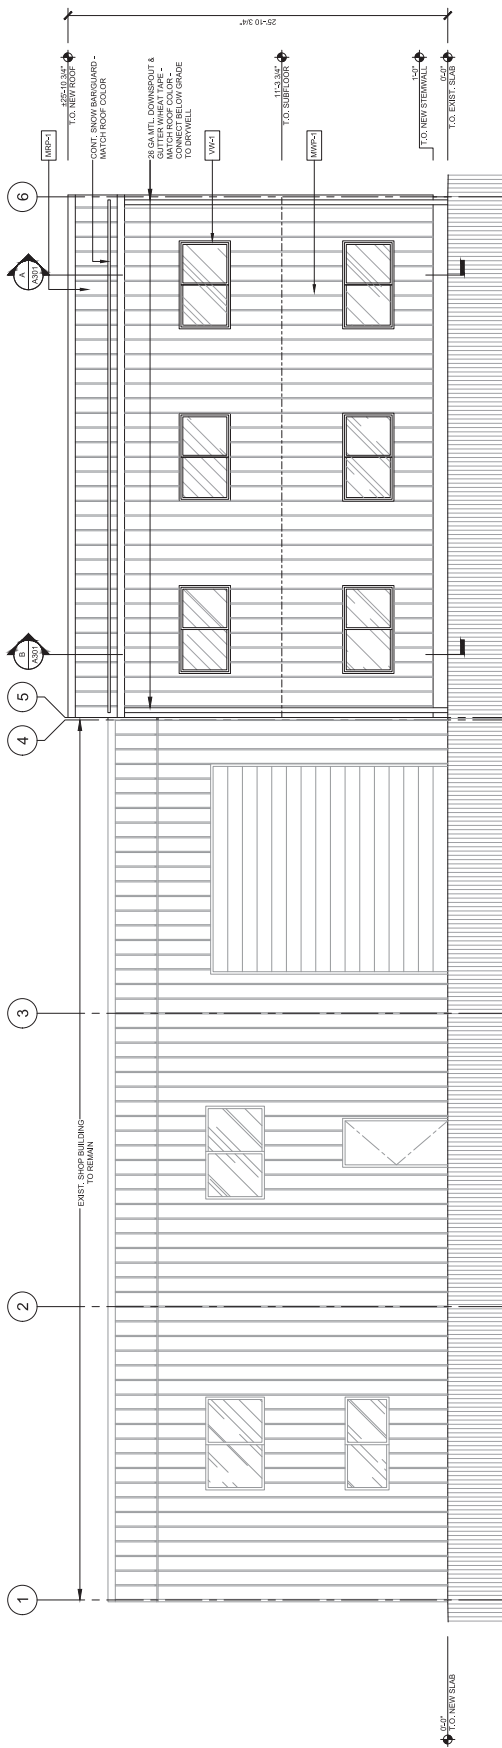 1
2
3
4
5
6
EXIST. SHOP BUILDING
TO REMAIN
B
A301
A
A301
MRP-1
CONT. SNOW BAR/GUARD -
MATCH ROOF COLOR
26 GA MTL. DOWNSPOUT &
GUTTER W/HEAT TAPE -
MATCH ROOF COLOR -
CONNECT BELOW GRADE
TO DRYWELL
VW-1
MWP-1
±25'-10 3/4"
T.O. NEW ROOF
11'-3 3/4"
T.O. SUBFLOOR
1'-0"
T.O. NEW STEMWALL
0'-0"
T.O. EXIST. SLAB
25'-10 3/4"
0'-0"
T.O. NEW SLAB